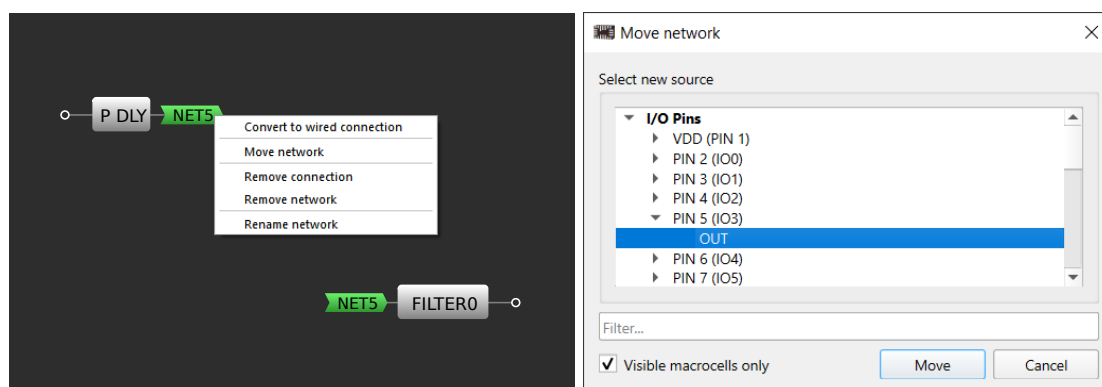 P DLY
NET5
Convert to wired connection
Move network
Remove connection
Remove network
Rename network
NET5
FILTER0
Move network
Select new source
I/O Pins
VDD (PIN 1)
PIN 2 (IO0)
PIN 3 (IO1)
PIN 4 (IO2)
PIN 5 (IO3)
OUT
PIN 6 (IO4)
PIN 7 (IO5)
Filter...
Visible macrocells only
Move
Cancel